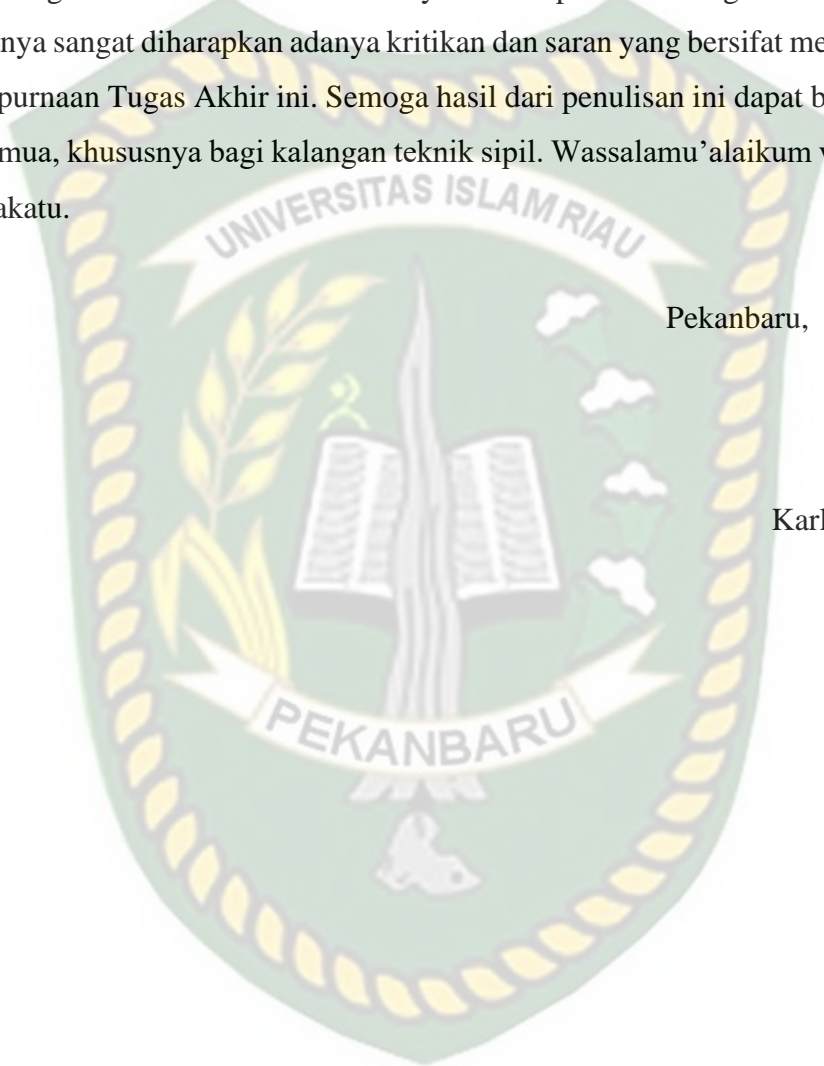 nya sangat diharapkan adanya kritikan dan saran yang bersifat me
purnaan Tugas Akhir ini. Semoga hasil dari penulisan ini dapat b
mua, khususnya bagi kalangan teknik sipil. Wassalamu’alaikum
akatu.
UNIVERSITAS ISLAM RIAU
Pekanbaru,
Karl
PEKANBARU